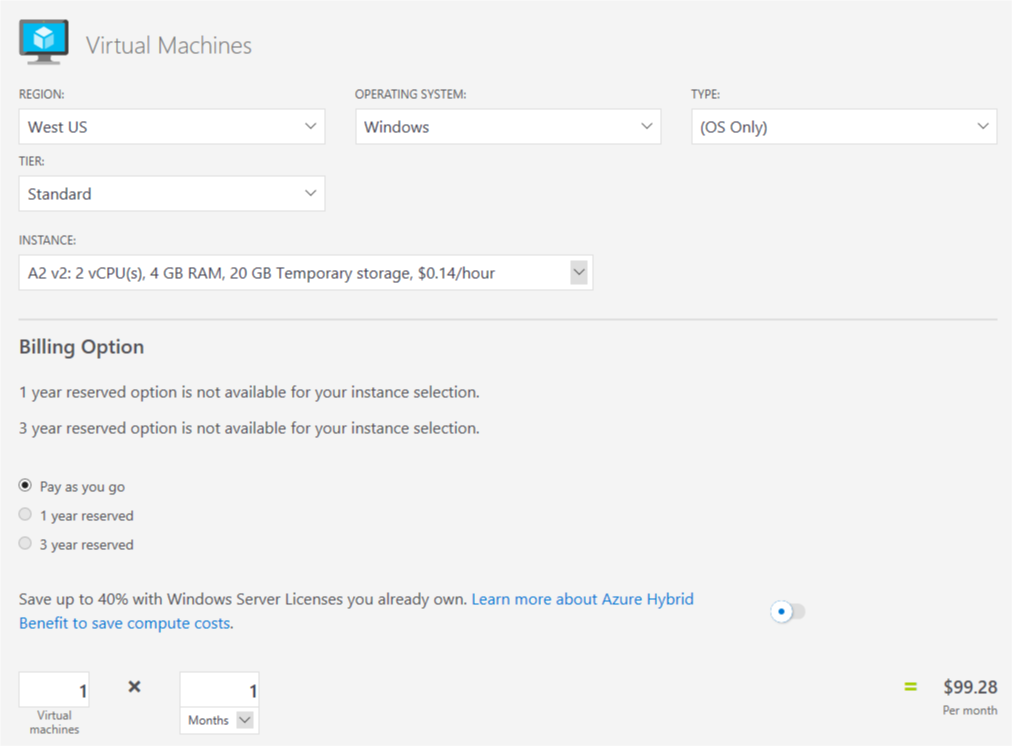 Virtual Machines
REGION: OPERATING SYSTEM: TYPE:
West US Windows (OS Only)
TIER:
Standard
INSTANCE:
A2 v2: 2 vCPU(s), 4 GB RAM, 20 GB Temporary storage, $0.14/hour
Billing Option
1 year reserved option is not available for your instance selection.
3 year reserved option is not available for your instance selection.
Pay as you go
1 year reserved
3 year reserved
Save up to 40% with Windows Server Licenses you already own. Learn more about Azure Hybrid
Benefit to save compute costs.
1 × 1 = $99.28
Virtual machines Months Per month